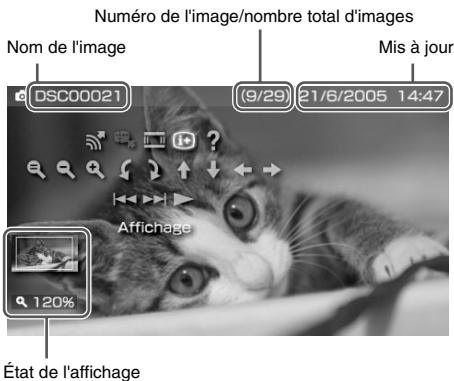 Numéro de l'image/nombre total d'images
Nom de l'image
Mis à jour
DSC00021
(9/29)
21/6/2005 14:47
i+
?
Affichage
120%
État de l'affichage